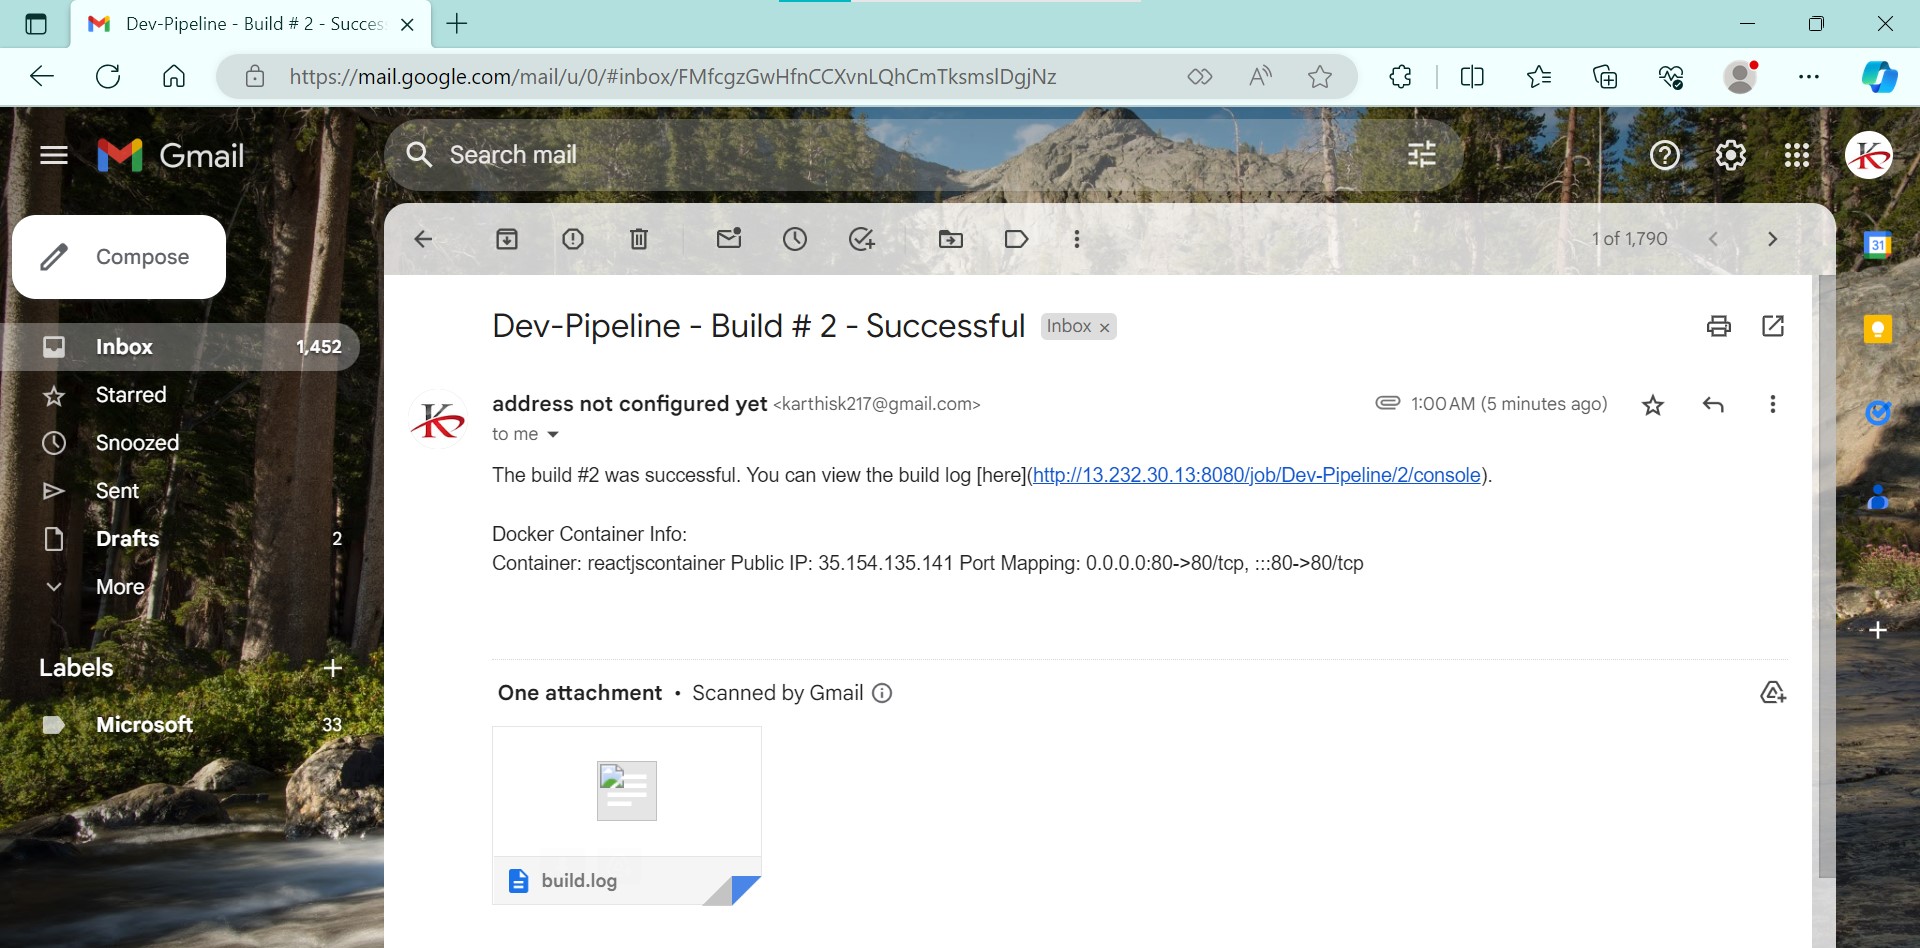 Dev-Pipeline - Build # 2 - Succes
https://mail.google.com/mail/u/0/#inbox/FMfcgzGwHfnCCXvnLQhCmTksmslDgjNz
Gmail
Search mail
Compose
1 of 1,790
31
Inbox 1,452
Starred
Snoozed
Sent
Drafts 2
More
Labels
Microsoft 33
Dev-Pipeline - Build # 2 - Successful Inbox ×
address not configured yet <karthisk217@gmail.com> 1:00 AM (5 minutes ago)
to me
The build #2 was successful. You can view the build log [here](http://13.232.30.13:8080/job/Dev-Pipeline/2/console).
Docker Container Info:
Container: reactjscontainer Public IP: 35.154.135.141 Port Mapping: 0.0.0.0:80->80/tcp, :::80->80/tcp
One attachment • Scanned by Gmail
build.log